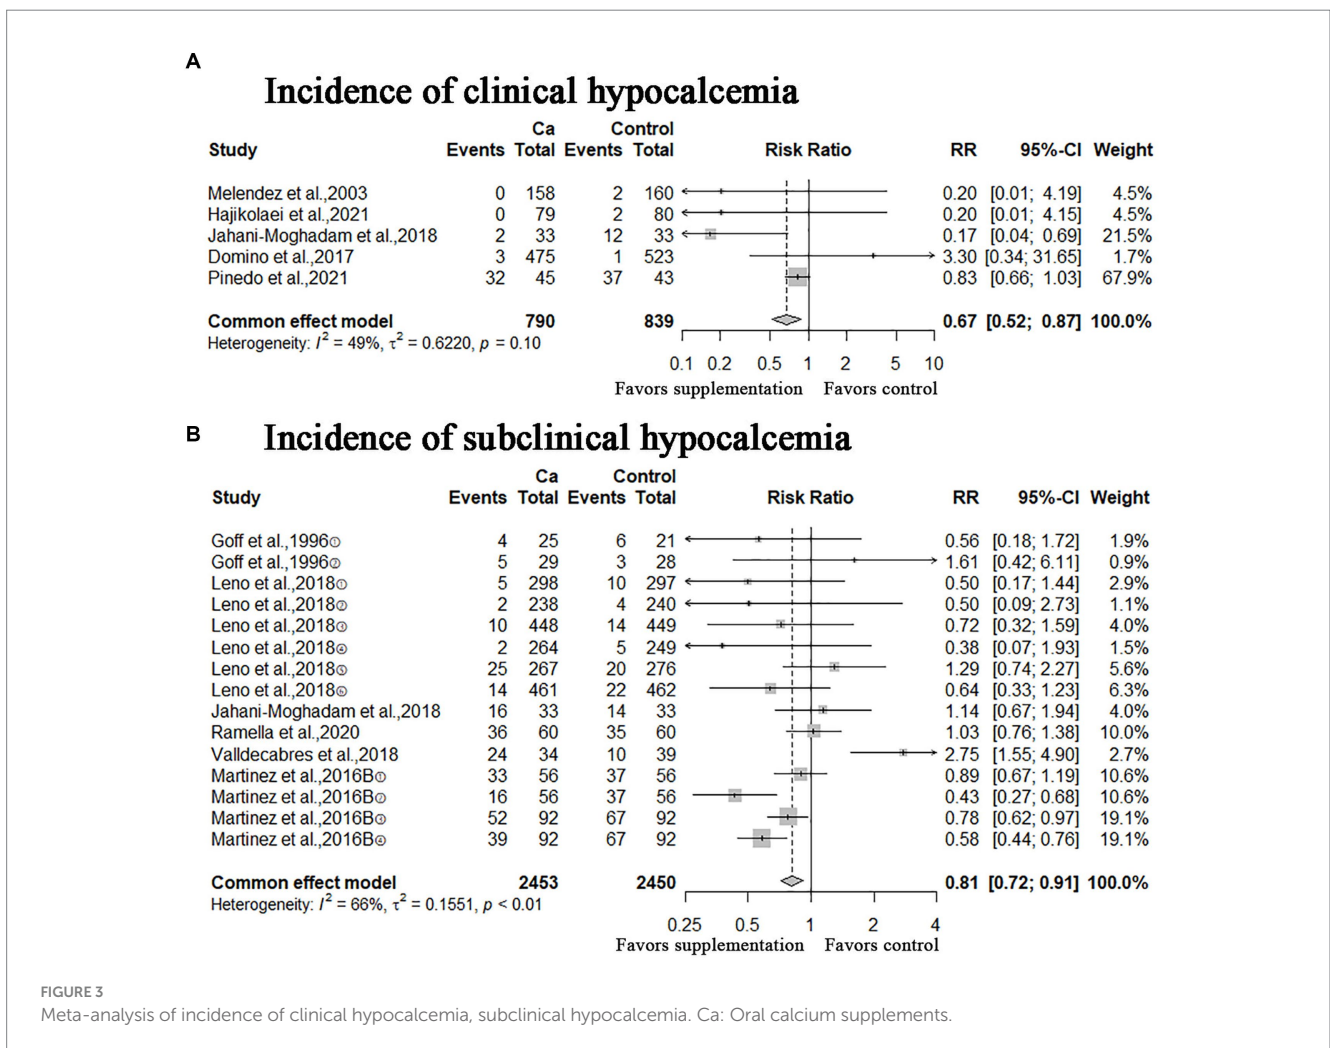 A
Incidence of clinical hypocalcemia
Ca Control
Study Events Total Events Total Risk Ratio RR 95%-CI Weight
Melendez et al.,2003 0 158 2 160 0.20 [0.01; 4.19] 4.5%
Hajikolaei et al.,2021 0 79 2 80 0.20 [0.01; 4.15] 4.5%
Jahani-Moghadam et al.,2018 2 33 12 33 0.17 [0.04; 0.69] 21.5%
Domino et al.,2017 3 475 1 523 3.30 [0.34; 31.65] 1.7%
Pinedo et al.,2021 32 45 37 43 0.83 [0.66; 1.03] 67.9%
Common effect model 790 839 0.67 [0.52; 0.87] 100.0%
Heterogeneity: I² = 49%, τ² = 0.6220, p = 0.10
0.1 0.2 0.5 1 2 5 10
Favors supplementation Favors control
B
Incidence of subclinical hypocalcemia
Ca Control
Study Events Total Events Total Risk Ratio RR 95%-CI Weight
Goff et al.,1996① 4 25 6 21 0.56 [0.18; 1.72] 1.9%
Goff et al.,1996② 5 29 3 28 1.61 [0.42; 6.11] 0.9%
Leno et al.,2018① 5 298 10 297 0.50 [0.17; 1.44] 2.9%
Leno et al.,2018② 2 238 4 240 0.50 [0.09; 2.73] 1.1%
Leno et al.,2018③ 10 448 14 449 0.72 [0.32; 1.59] 4.0%
Leno et al.,2018④ 2 264 5 249 0.38 [0.07; 1.93] 1.5%
Leno et al.,2018⑤ 25 267 20 276 1.29 [0.74; 2.27] 5.6%
Leno et al.,2018⑥ 14 461 22 462 0.64 [0.33; 1.23] 6.3%
Jahani-Moghadam et al.,2018 16 33 14 33 1.14 [0.67; 1.94] 4.0%
Ramella et al.,2020 36 60 35 60 1.03 [0.76; 1.38] 10.0%
Valldecabres et al.,2018 24 34 10 39 2.75 [1.55; 4.90] 2.7%
Martinez et al.,2016B① 33 56 37 56 0.89 [0.67; 1.19] 10.6%
Martinez et al.,2016B② 16 56 37 56 0.43 [0.27; 0.68] 10.6%
Martinez et al.,2016B③ 52 92 67 92 0.78 [0.62; 0.97] 19.1%
Martinez et al.,2016B④ 39 92 67 92 0.58 [0.44; 0.76] 19.1%
Common effect model 2453 2450 0.81 [0.72; 0.91] 100.0%
Heterogeneity: I² = 66%, τ² = 0.1551, p < 0.01
0.25 0.5 1 2 4
Favors supplementation Favors control
FIGURE 3
Meta-analysis of incidence of clinical hypocalcemia, subclinical hypocalcemia. Ca: Oral calcium supplements.